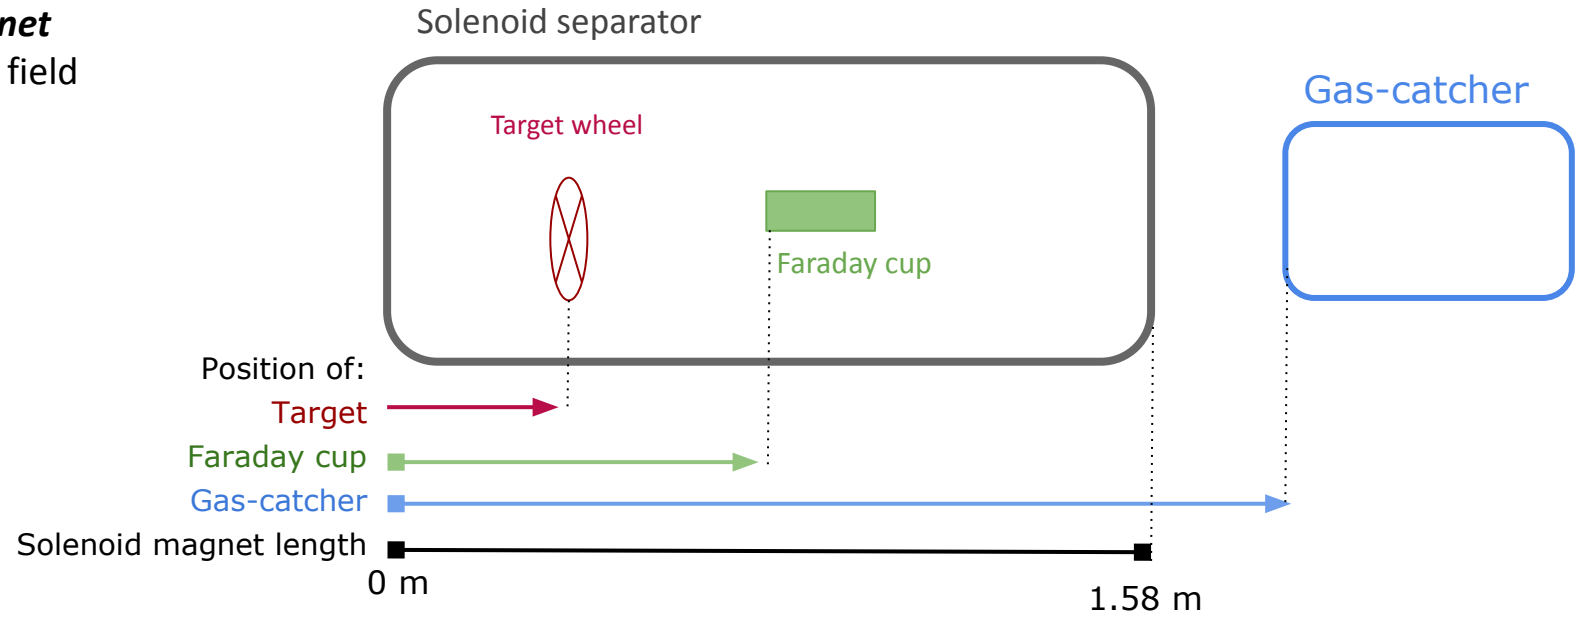 net
field
Solenoid separator
Gas-catcher
Target wheel
Faraday cup
Position of:
Target
Faraday cup
Gas-catcher
Solenoid magnet length
0 m
1.58 m